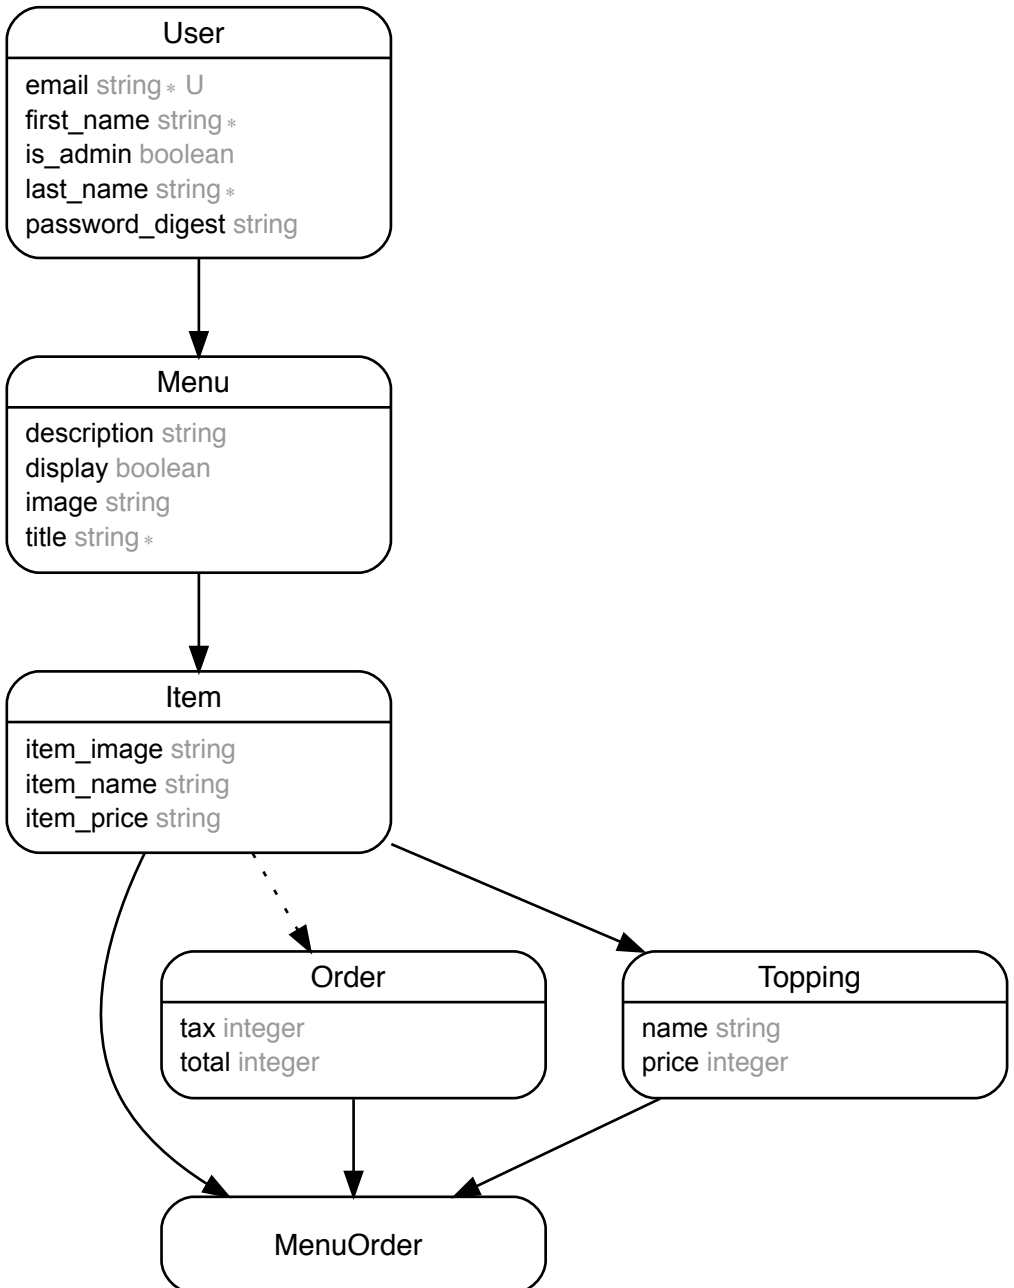 User
email string * U
first_name string *
is_admin boolean
last_name string *
password_digest string
Menu
description string
display boolean
image string
title string *
Item
item_image string
item_name string
item_price string
Order
tax integer
total integer
Topping
name string
price integer
MenuOrder